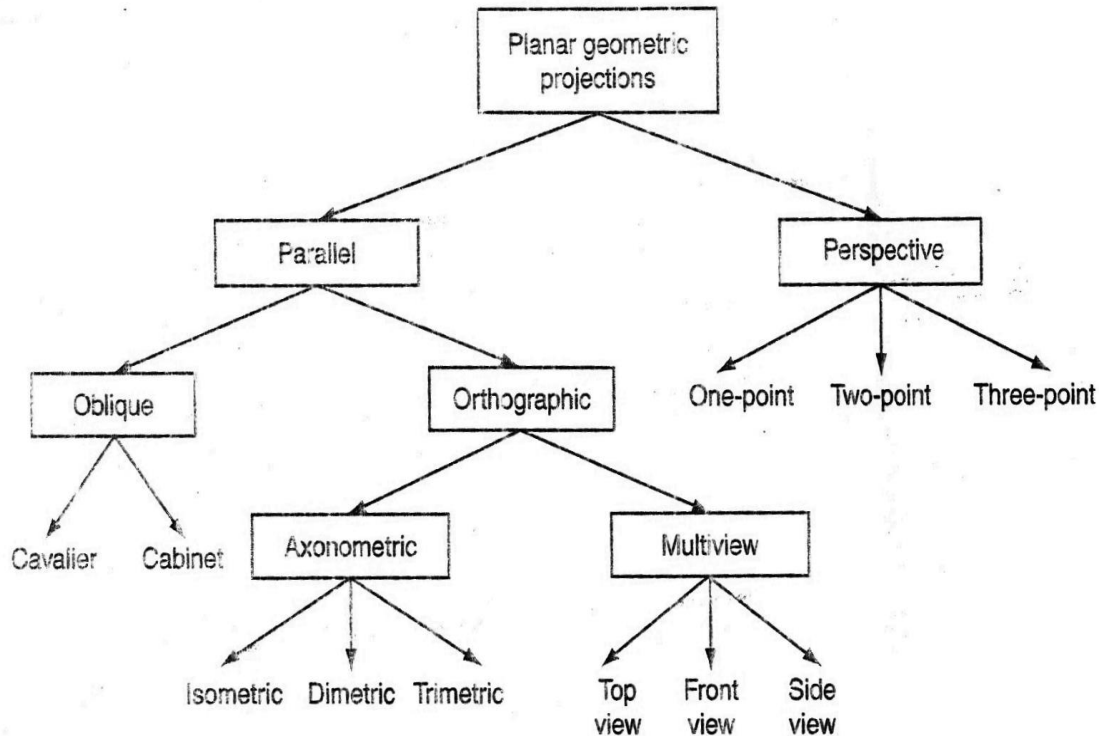 Planar geometric
projections
Parallel
Perspective
Oblique
Orthographic
One-point
Two-point
Three-point
Cavalier
Cabinet
Axonometric
Multiview
Isometric
Dimetric
Trimetric
Top
view
Front
view
Side
view